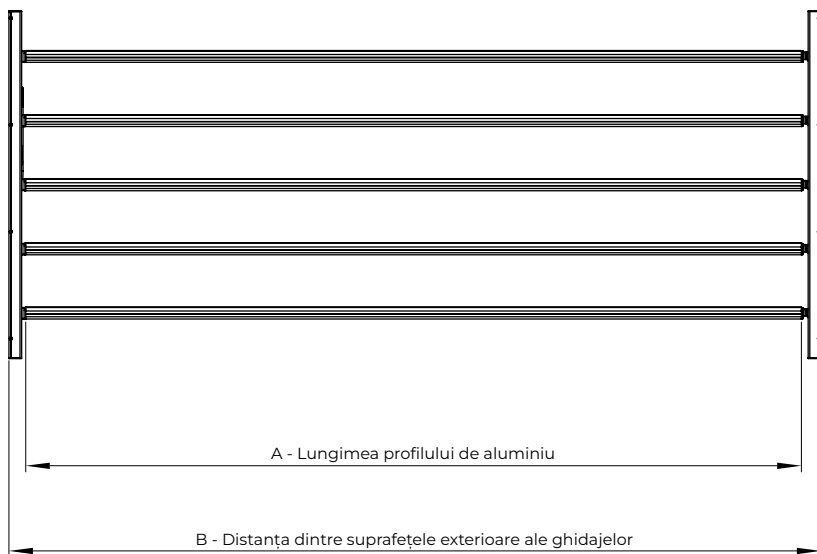 A - Lungimea profilului de aluminiu
B - Distanța dintre suprafețele exterioare ale ghidajelor